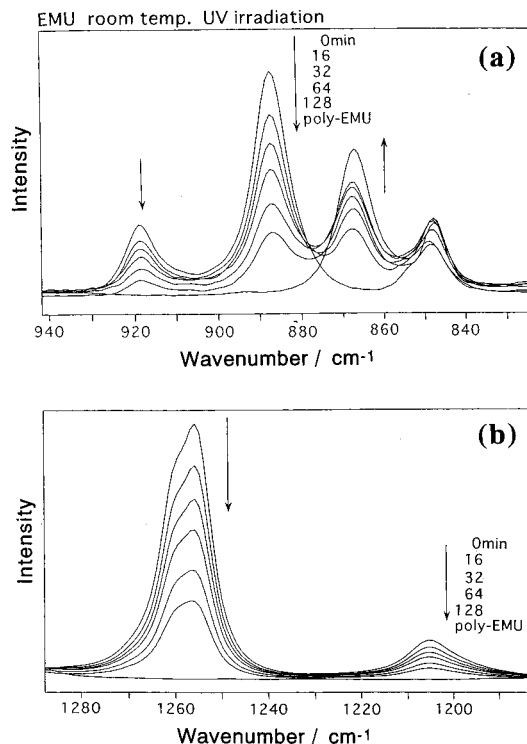 EMU room temp. UV irradiation
(a)
0min
16
32
64
128
poly-EMU
Intensity
940 920 900 880 860 840
Wavenumber / cm-1
(b)
0min
16
32
64
128
poly-EMU
Intensity
1280 1260 1240 1220 1200
Wavenumber / cm-1